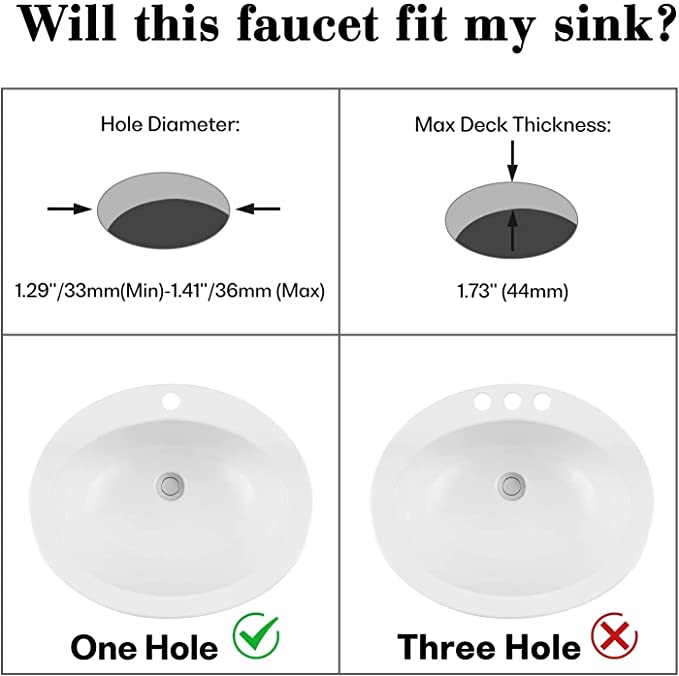 Will this faucet fit my sink?
Hole Diameter:
1.29"/33mm(Min)-1.41"/36mm (Max)
Max Deck Thickness:
1.73" (44mm)
One Hole
Three Hole